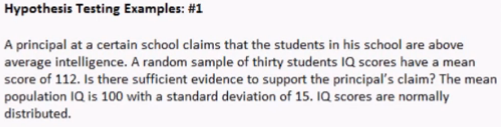 Hypothesis Testing Examples: #1
A principal at a certain school claims that the students in his school are above
average intelligence. A random sample of thirty students IQ scores have a mean
score of 112. Is there sufficient evidence to support the principal's claim? The mean
population IQ is 100 with a standard deviation of 15. IQ scores are normally
distributed.